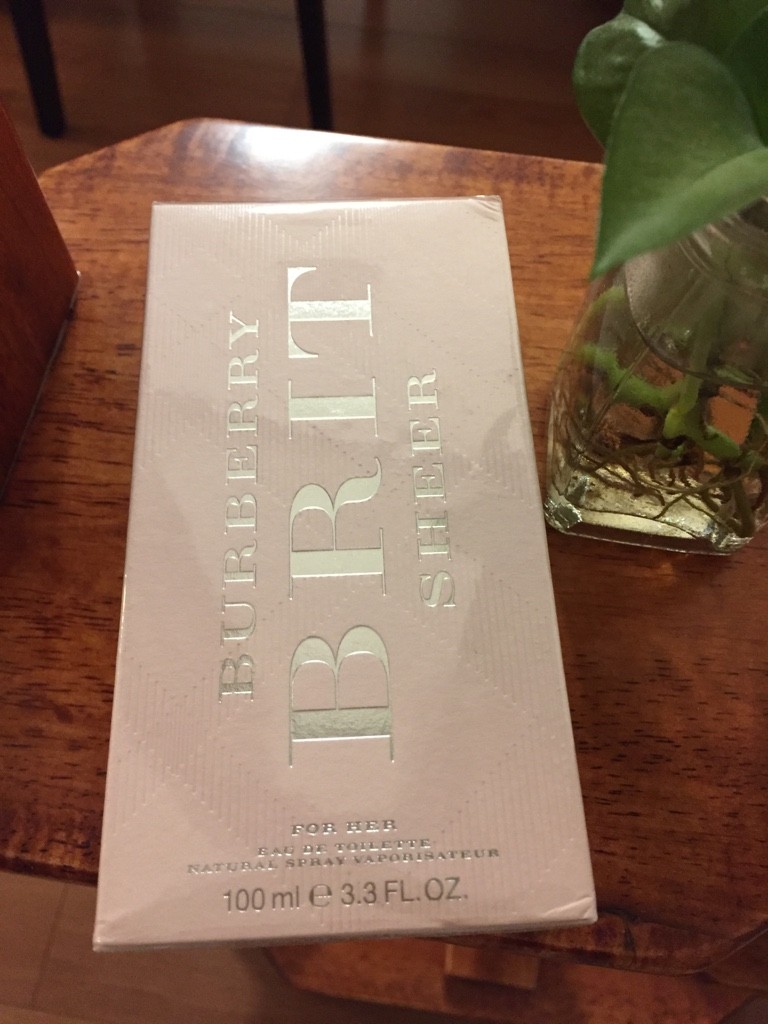 BURBERRY
BRIT
SHEER
FOR HER
EAU DE TOILETTE
NATURAL SPRAY VAPORISATEUR
100 ml ℮ 3.3 FL.OZ.